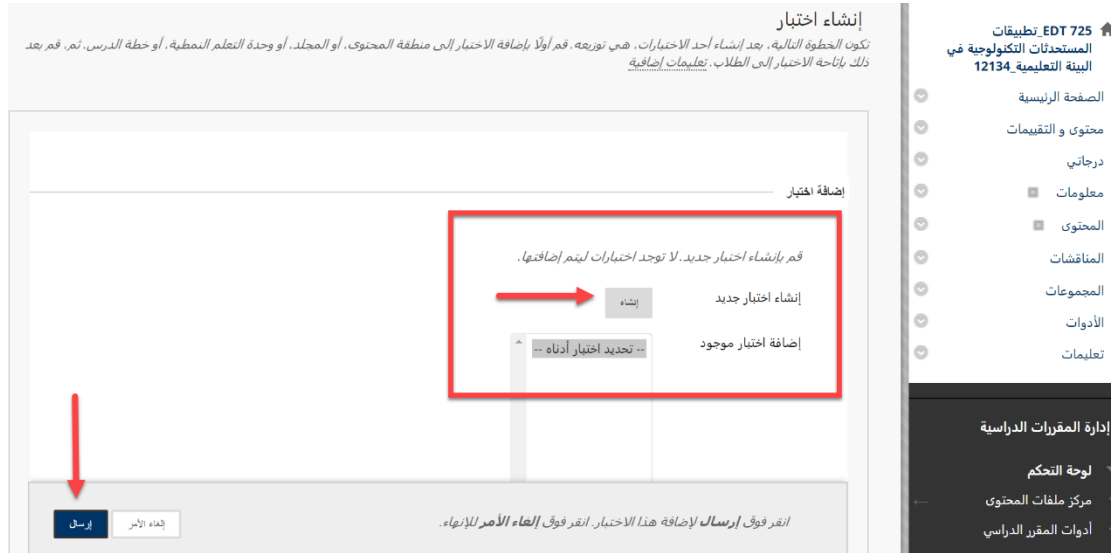 إنشاء اختبار
تكون الخطوة التالية، بعد إنشاء أحد الاختبارات، هي توزيعه. قم أولًا بإضافة الاختبار إلى منطقة المحتوى، أو المجلد، أو وحدة التعلم النمطية، أو خطة الدرس. ثم، قم بعد
ذلك بإتاحة الاختبار إلى الطلاب. تعليمات إضافية
إضافة اختبار
قم بإنشاء اختبار جديد. لا توجد اختبارات ليتم إضافتها.
إنشاء اختبار جديد
إنشاء
إضافة اختبار موجود
-- تحديد اختبار أدناه --
انقر فوق إرسال لإضافة هذا الاختبار. انقر فوق إلغاء الأمر للإنهاء.
إلغاء الأمر
إرسال
EDT 725_تطبيقات
المستحدثات التكنولوجية في
البيئة التعليمية_12134
الصفحة الرئيسية
محتوى و التقييمات
درجاتي
معلومات
المحتوى
المناقشات
المجموعات
الأدوات
تعليمات
إدارة المقررات الدراسية
لوحة التحكم
مركز ملفات المحتوى
أدوات المقرر الدراسي